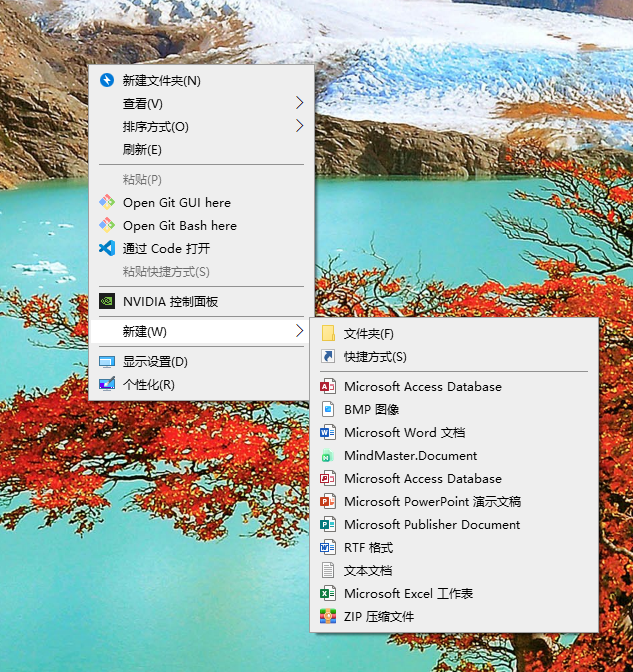 新建文件夹(N)
查看(V)
排序方式(O)
刷新(E)
粘贴(P)
Open Git GUI here
Open Git Bash here
通过 Code 打开
粘贴快捷方式(S)
NVIDIA 控制面板
新建(W)
显示设置(D)
个性化(R)
文件夹(F)
快捷方式(S)
Microsoft Access Database
BMP 图像
Microsoft Word 文档
MindMaster.Document
Microsoft Access Database
Microsoft PowerPoint 演示文稿
Microsoft Publisher Document
RTF 格式
文本文档
Microsoft Excel 工作表
ZIP 压缩文件